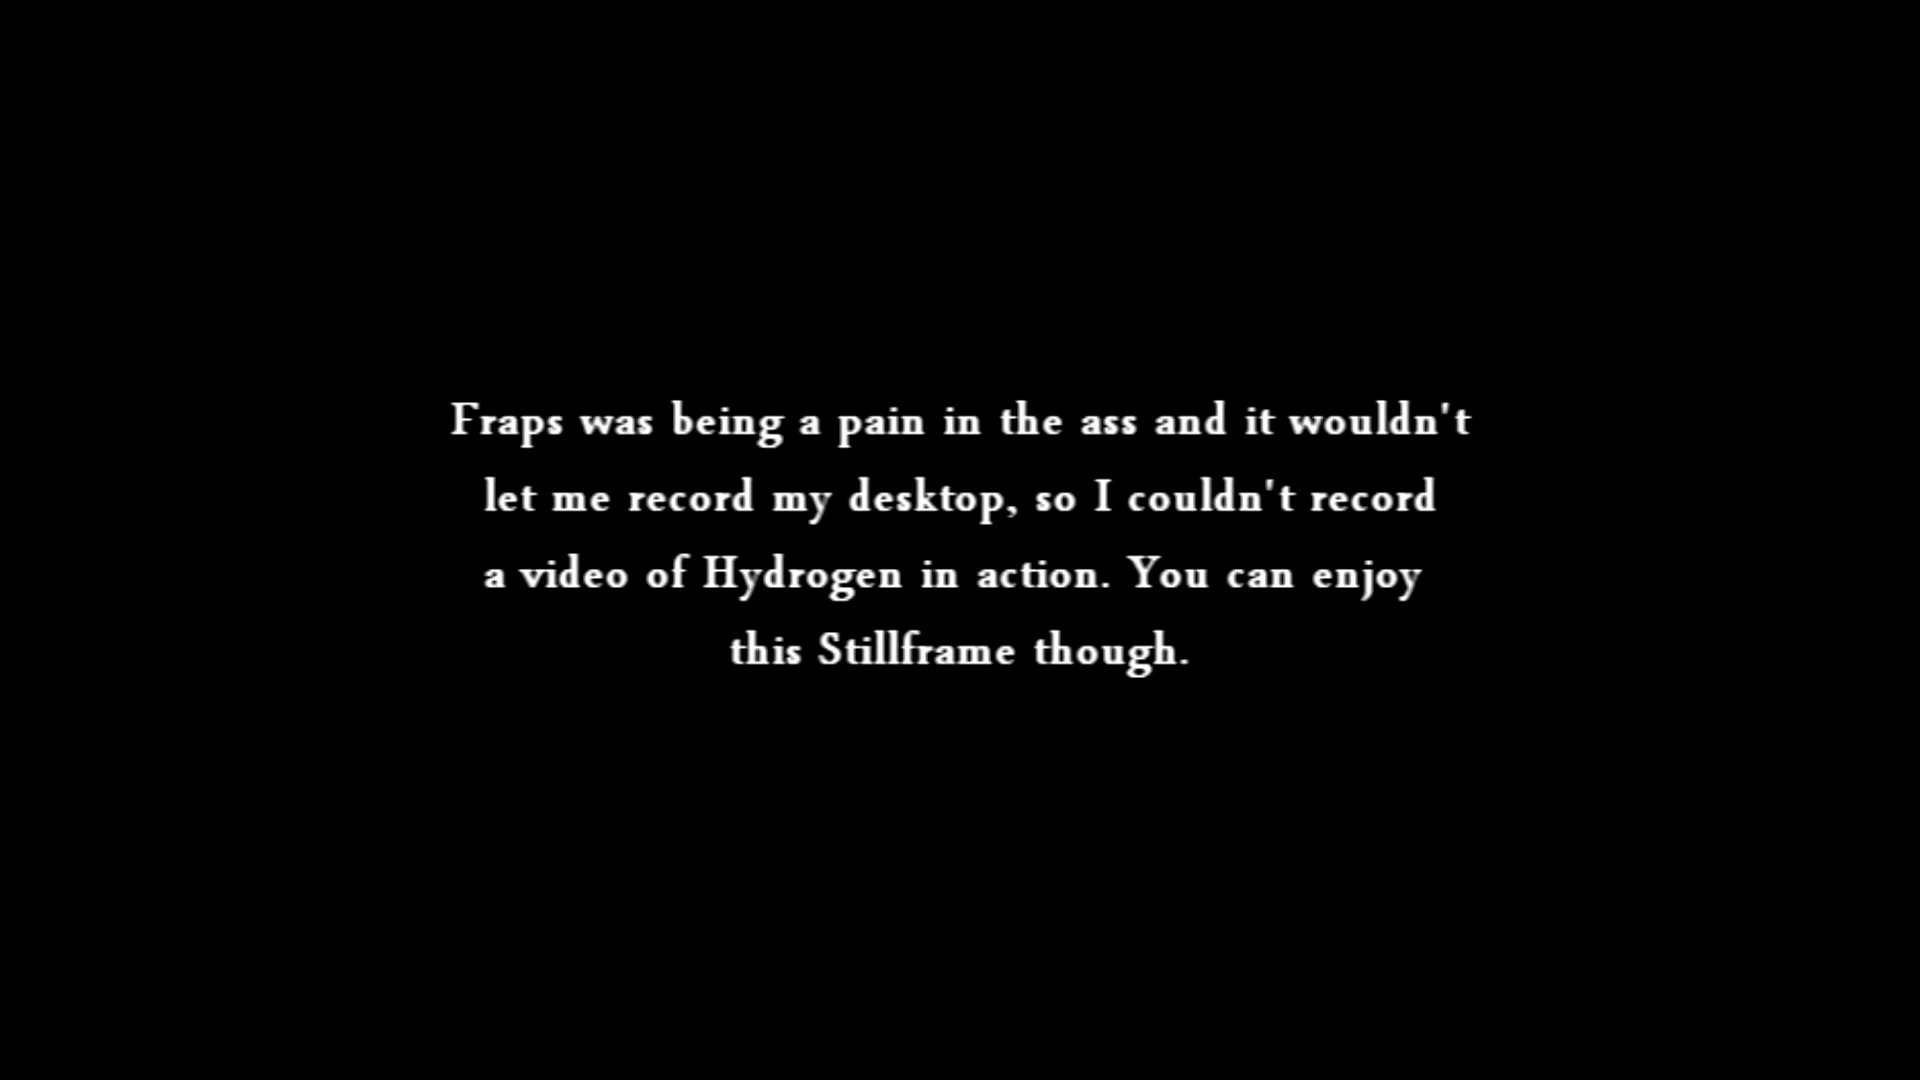 Fraps was being a pain in the ass and it wouldn't
let me record my desktop, so I couldn't record
a video of Hydrogen in action. You can enjoy
this Stillframe though.